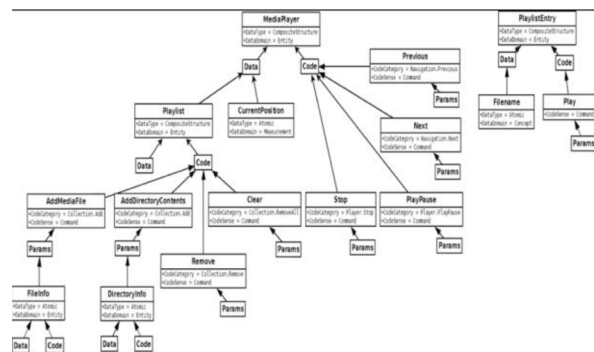 MediaPlayer
•DataType = CompositeStructure
•DataDomain = Entity
Data
Code
Previous
•CodeCategory = Navigation.Previous
•CodeSense = Command
Params
PlaylistEntry
•DataType = CompositeStructure
•DataDomain = Entity
Data
Code
Filename
•DataType = Atomic
•DataDomain = Concept
Play
•CodeSense = Command
Params
Playlist
•DataType = CompositeStructure
•DataDomain = Entity
CurrentPosition
•DataType = Atomic
•DataDomain = Measurement
Next
•CodeCategory = Navigation.Next
•CodeSense = Command
Params
Data
Code
AddMediaFile
•CodeCategory = Collection.Add
•CodeSense = Command
Params
AddDirectoryContents
•CodeCategory = Collection.Add
•CodeSense = Command
Params
Clear
•CodeCategory = Collection.RemoveAll
•CodeSense = Command
Params
Stop
•CodeCategory = Player.Stop
•CodeSense = Command
Params
PlayPause
•CodeCategory = Player.PlayPause
•CodeSense = Command
Params
Remove
•CodeCategory = Collection.Remove
•CodeSense = Command
Params
FileInfo
•DataType = Atomic
•DataDomain = Entity
Data
Code
DirectoryInfo
•DataType = Atomic
•DataDomain = Entity
Data
Code